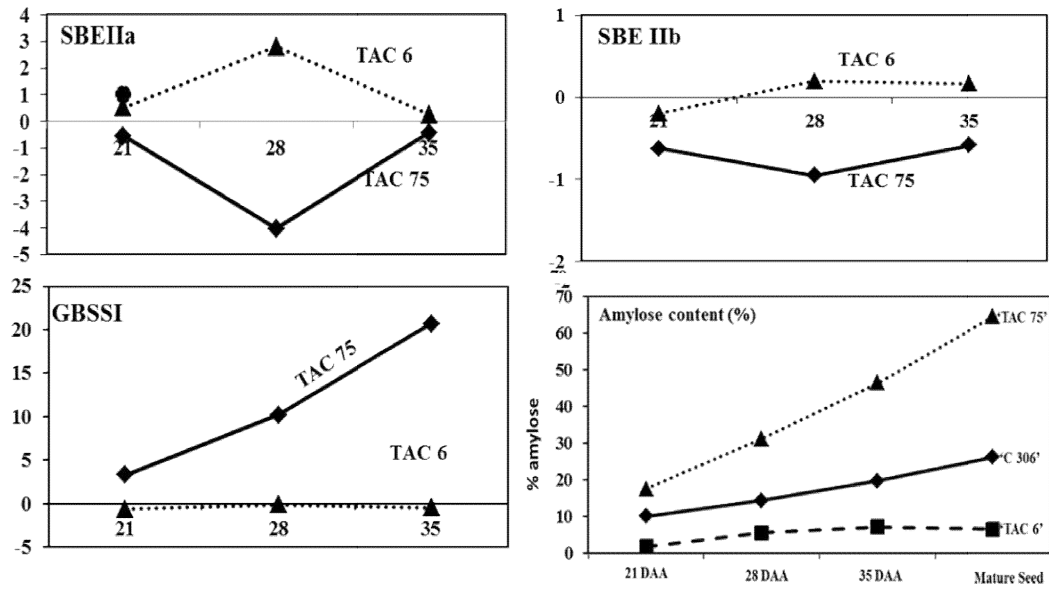 SBEIIa
4
3
2
1
0
-1
-2
-3
-4
-5
TAC 6
21
28
35
TAC 75
SBE IIb
1
0
-1
-2
TAC 6
21
28
35
TAC 75
GBSSI
25
20
15
10
5
0
-5
TAC 75
TAC 6
21
28
35
Amylose content (%)
% amylose
70
60
50
40
30
20
10
0
‘TAC 75’
‘C 306’
‘TAC 6’
21 DAA
28 DAA
35 DAA
Mature Seed